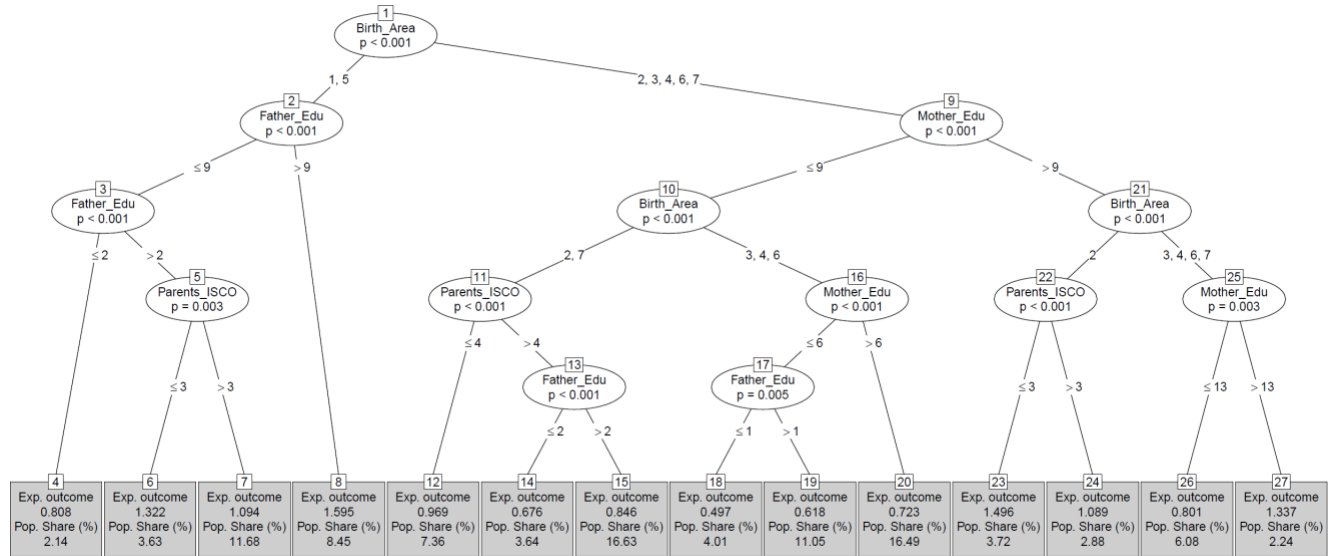 1
Birth_Area
p < 0.001
1, 5
2, 3, 4, 6, 7
2
Father_Edu
p < 0.001
9
Mother_Edu
p < 0.001
≤ 9
> 9
≤ 9
> 9
3
Father_Edu
p < 0.001
10
Birth_Area
p < 0.001
21
Birth_Area
p < 0.001
≤ 2
> 2
2, 7
3, 4, 6
2
3, 4, 6, 7
5
Parents_ISCO
p = 0.003
11
Parents_ISCO
p < 0.001
16
Mother_Edu
p < 0.001
22
Parents_ISCO
p < 0.001
25
Mother_Edu
p = 0.003
≤ 4
> 4
≤ 6
> 6
13
Father_Edu
p < 0.001
17
Father_Edu
p = 0.005
≤ 3
> 3
≤ 3
> 3
≤ 13
> 13
≤ 2
> 2
≤ 1
> 1
4
Exp. outcome
0.808
Pop. Share (%)
2.14
6
Exp. outcome
1.322
Pop. Share (%)
3.63
7
Exp. outcome
1.094
Pop. Share (%)
11.68
8
Exp. outcome
1.595
Pop. Share (%)
8.45
12
Exp. outcome
0.969
Pop. Share (%)
7.36
14
Exp. outcome
0.676
Pop. Share (%)
3.64
15
Exp. outcome
0.846
Pop. Share (%)
16.63
18
Exp. outcome
0.497
Pop. Share (%)
4.01
19
Exp. outcome
0.618
Pop. Share (%)
11.05
20
Exp. outcome
0.723
Pop. Share (%)
16.49
23
Exp. outcome
1.496
Pop. Share (%)
3.72
24
Exp. outcome
1.089
Pop. Share (%)
2.88
26
Exp. outcome
0.801
Pop. Share (%)
6.08
27
Exp. outcome
1.337
Pop. Share (%)
2.24